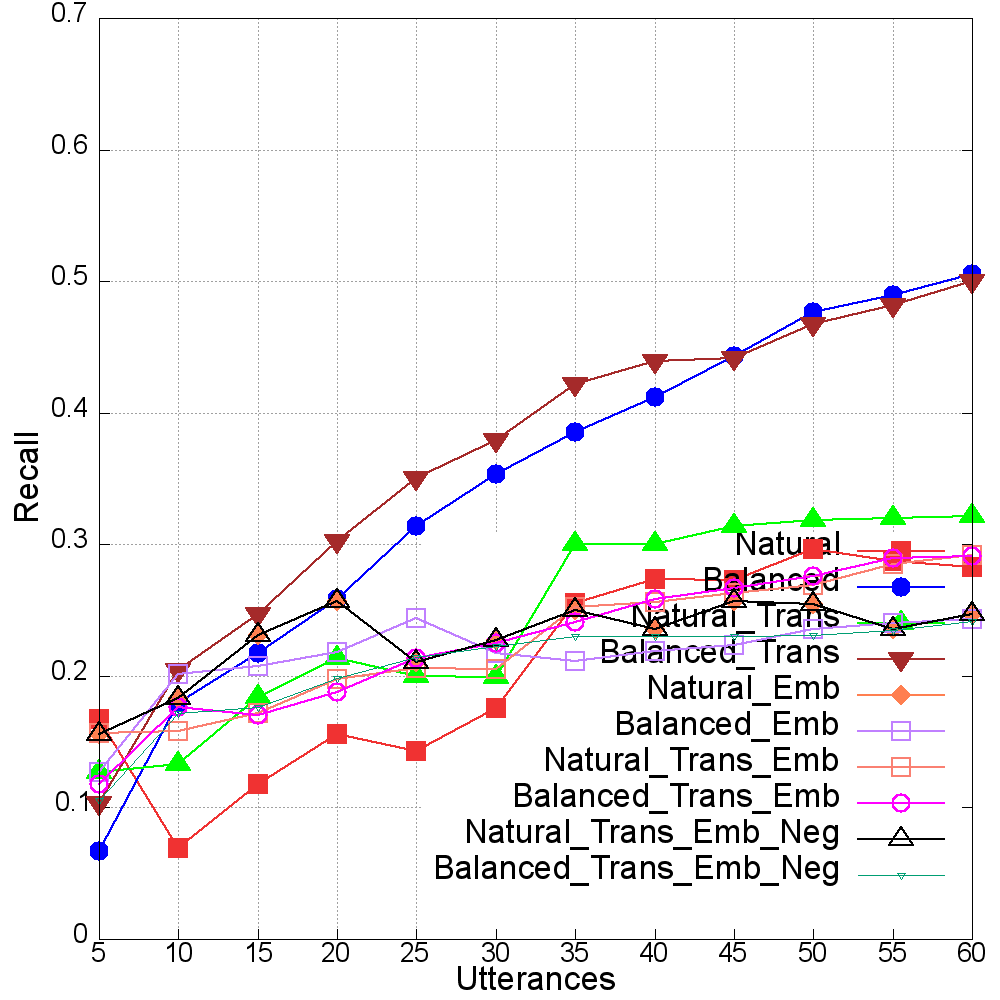 0.7
0.6
0.5
0.4
0.3
0.2
0.1
0
Recall
Natural
Balanced
Natural_Trans
Balanced_Trans
Natural_Emb
Balanced_Emb
Natural_Trans_Emb
Balanced_Trans_Emb
Natural_Trans_Emb_Neg
Balanced_Trans_Emb_Neg
5 10 15 20 25 30 35 40 45 50 55 60
Utterances